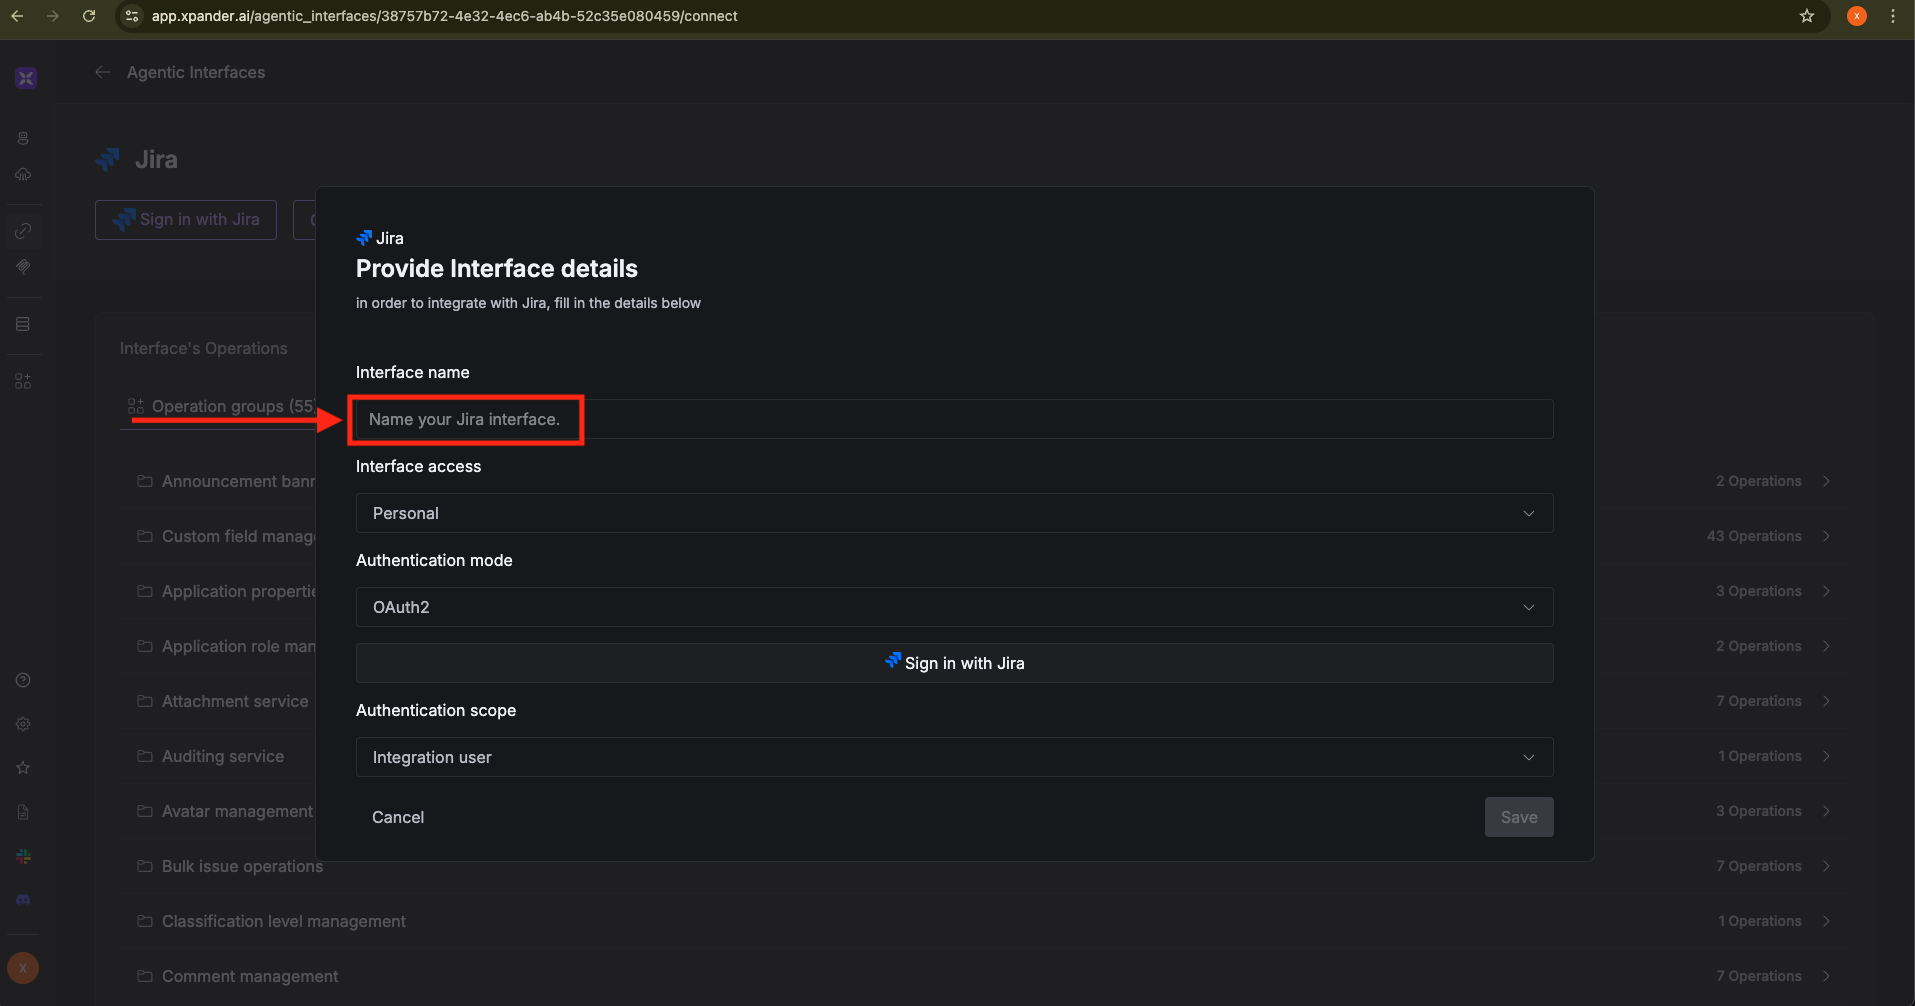 app.xpander.ai/agentic_interfaces/38757b72-4e32-4ec6-ab4b-52c35e080459/connect
x
Agentic Interfaces
Jira
Sign in with Jira
Jira
Provide Interface details
in order to integrate with Jira, fill in the details below
Interface's Operations
Interface name
Operation groups (55)
Name your Jira interface.
Interface access
Announcement bann
2 Operations
Personal
Custom field manag
43 Operations
Authentication mode
Application propertie
3 Operations
OAuth2
Application role man
2 Operations
Sign in with Jira
Attachment service
7 Operations
Authentication scope
Auditing service
1 Operations
Integration user
Avatar management
3 Operations
Cancel
Save
Bulk issue operations
7 Operations
Classification level management
1 Operations
X
Comment management
7 Operations